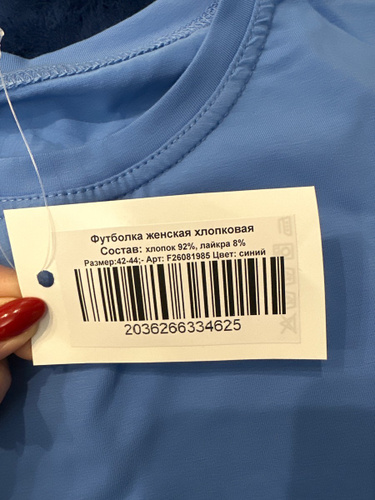 Футболка женская хлопковая
Состав: хлопок 92%, лайкра 8%
Размер:42-44;- Арт: F26081985 Цвет: синий
2036266334625